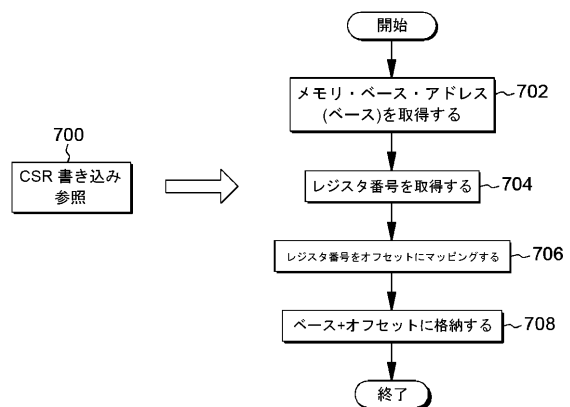 開始
メモリ・ベース・アドレス
(ベース)を取得する
702
700
CSR 書き込み
参照
レジスタ番号を取得する
704
レジスタ番号をオフセットにマッピングする
706
ベース+オフセットに格納する
708
終了